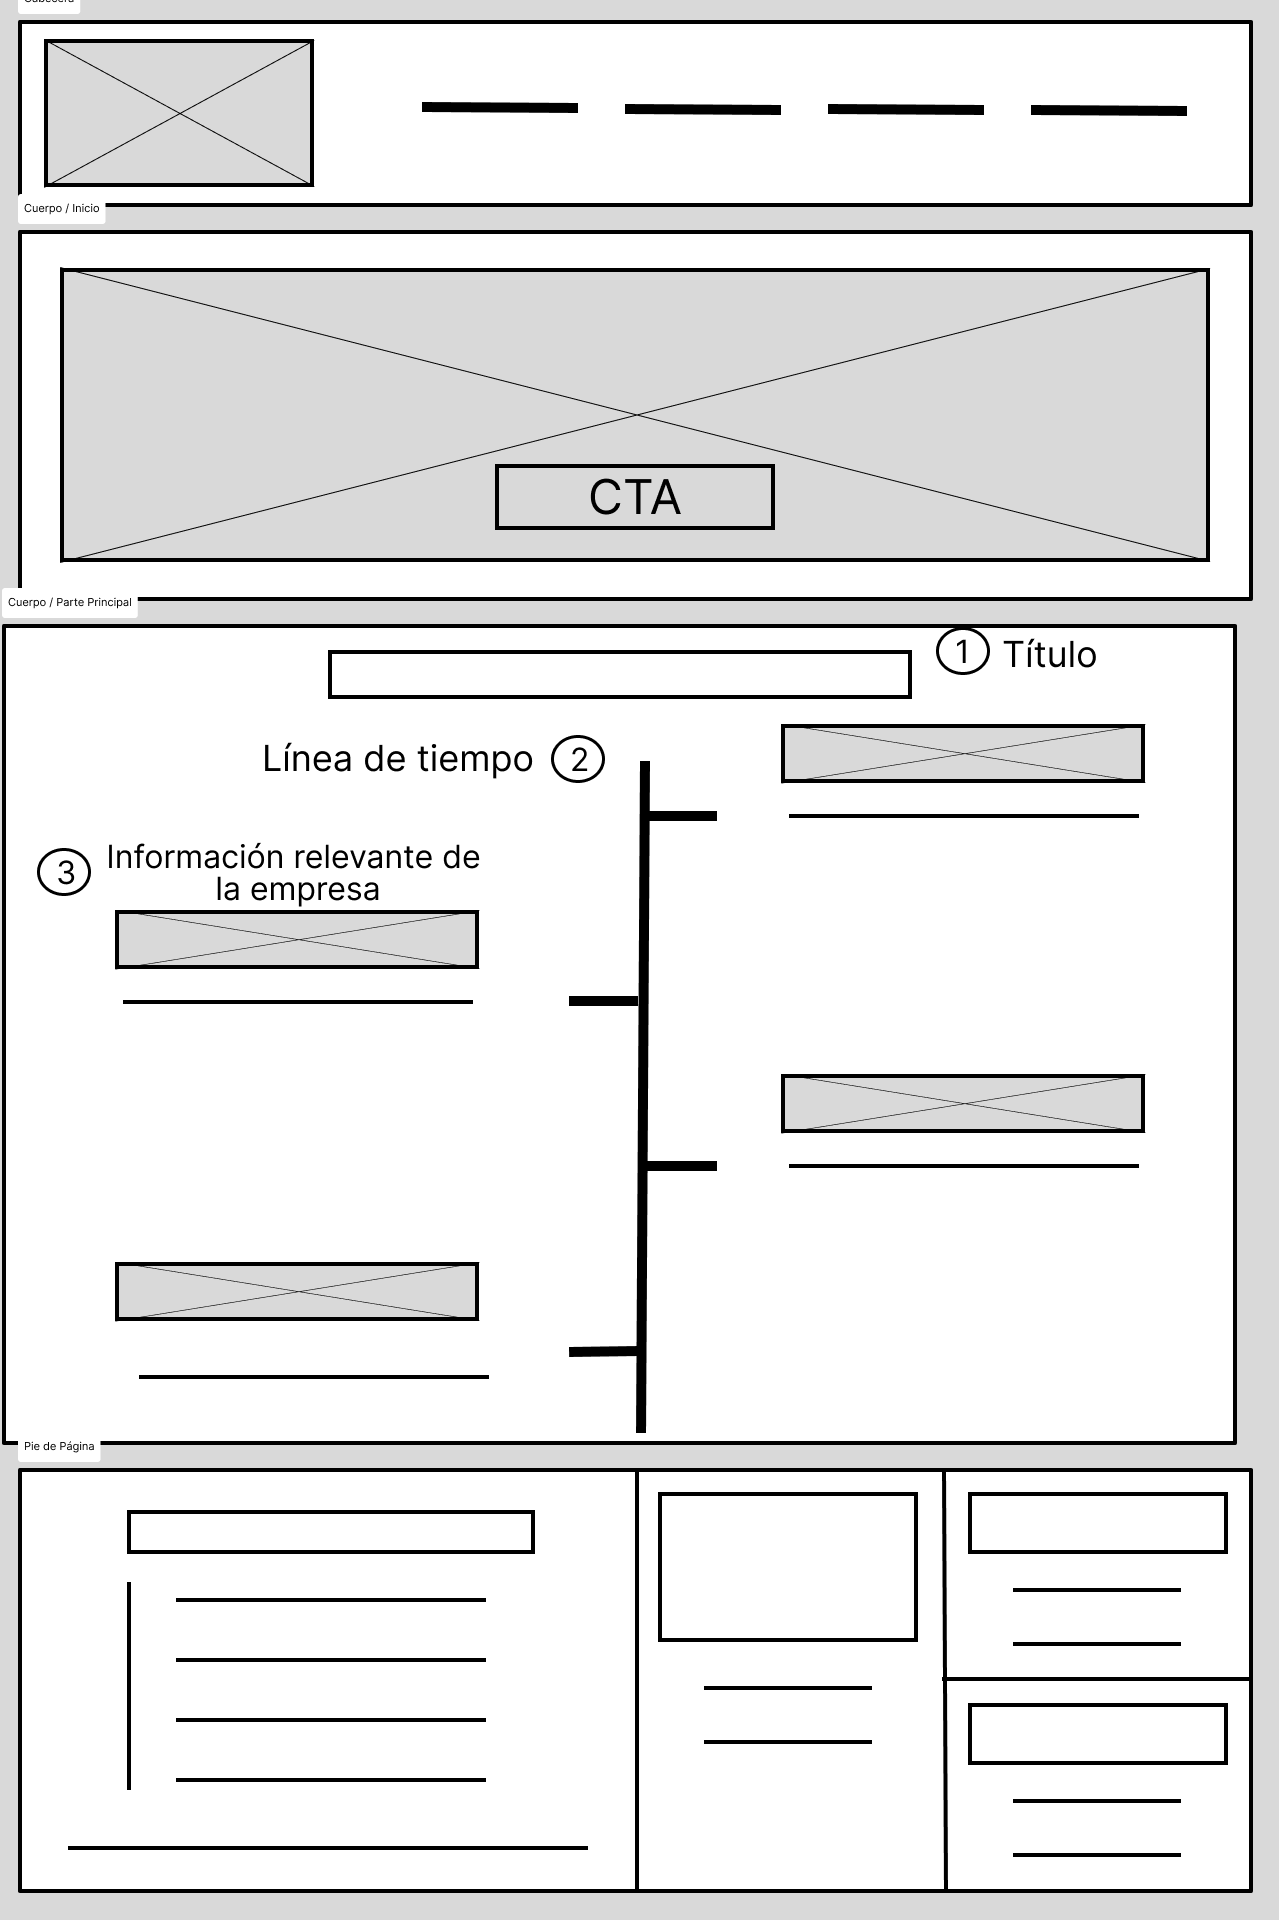 Cabecera
Cuerpo / Inicio
CTA
Cuerpo / Parte Principal
1 Título
Línea de tiempo 2
3 Información relevante de
la empresa
Pie de Página